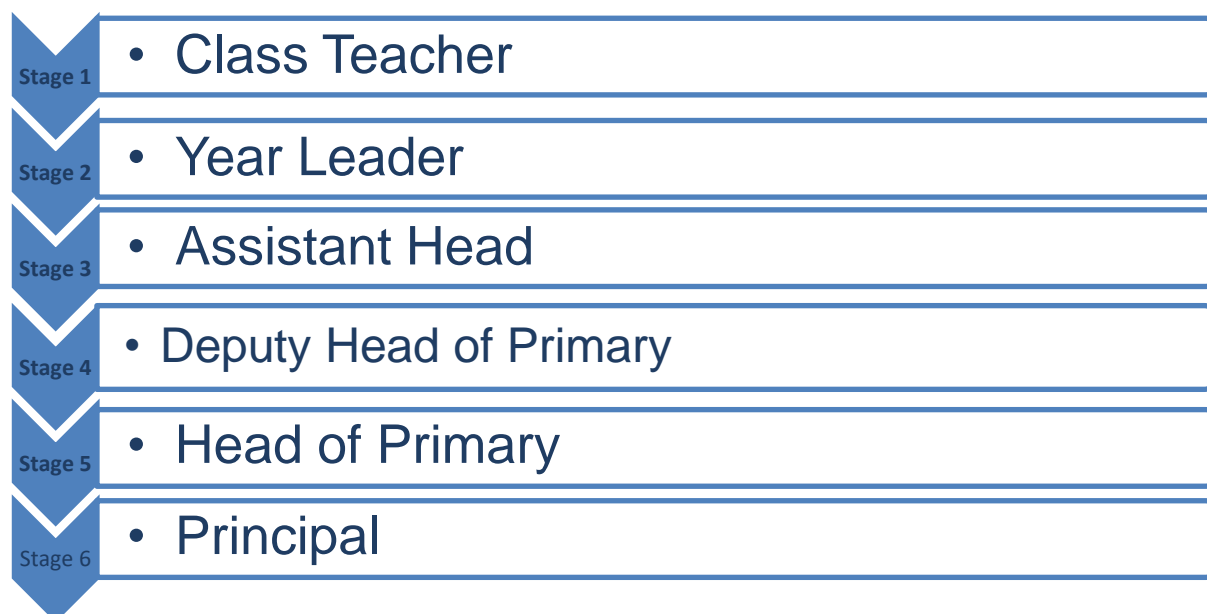 Stage 1
• Class Teacher
Stage 2
• Year Leader
Stage 3
• Assistant Head
Stage 4
• Deputy Head of Primary
Stage 5
• Head of Primary
Stage 6
• Principal